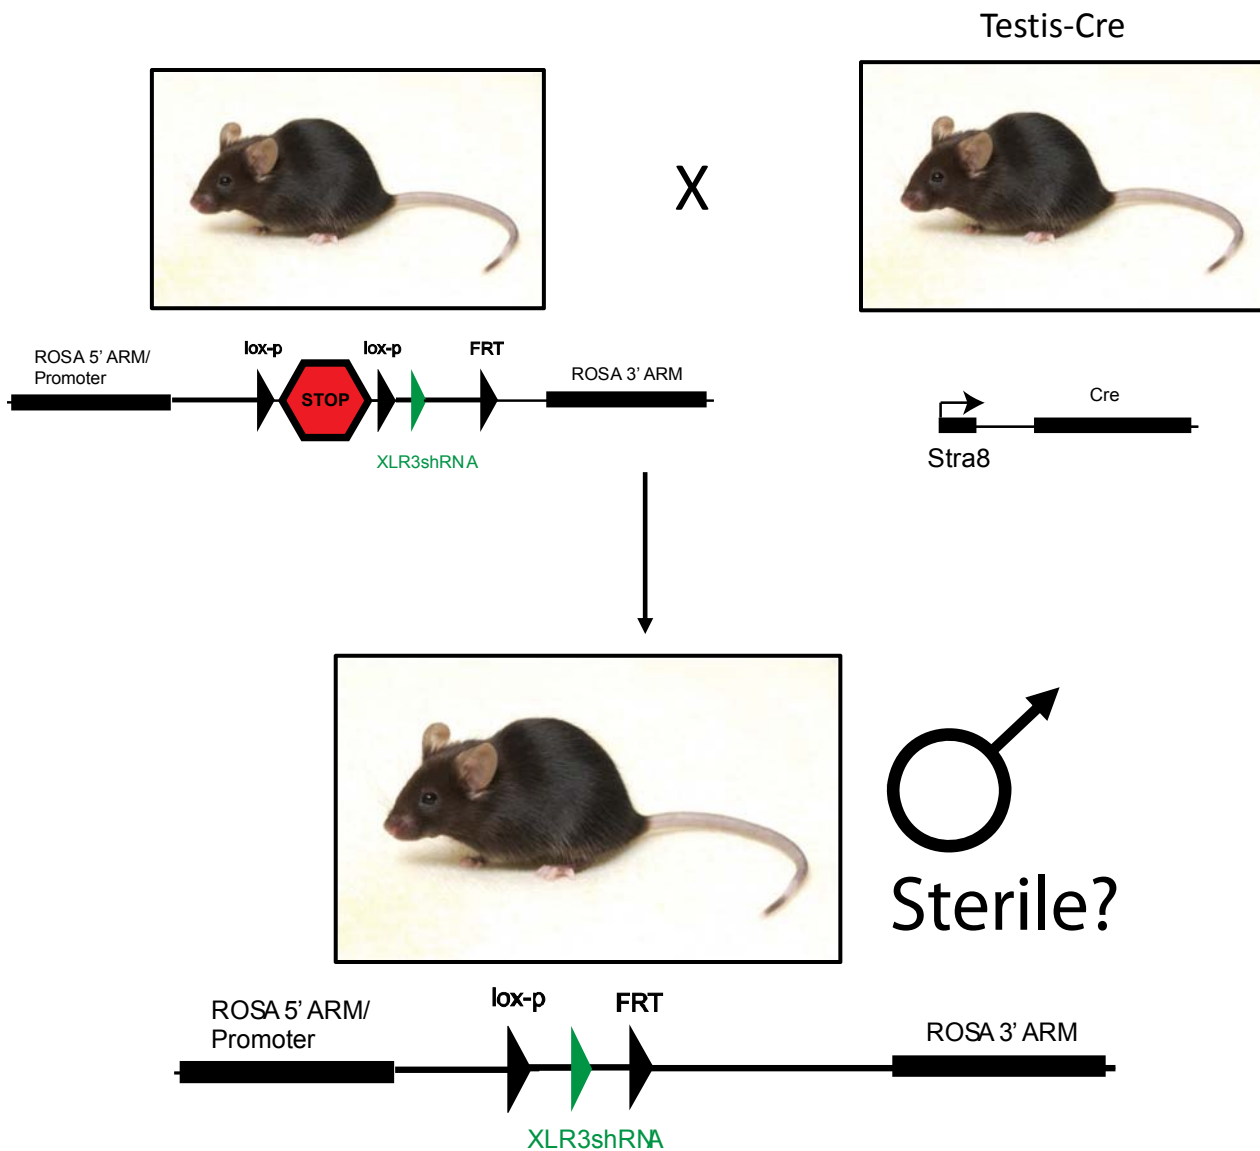 Testis-Cre
X
ROSA 5’ ARM/
Promoter
lox-p
lox-p
FRT
ROSA 3’ ARM
STOP
XLR3shRNA
Cre
Stra8
Sterile?
ROSA 5’ ARM/
Promoter
lox-p
FRT
ROSA 3’ ARM
XLR3shRNA